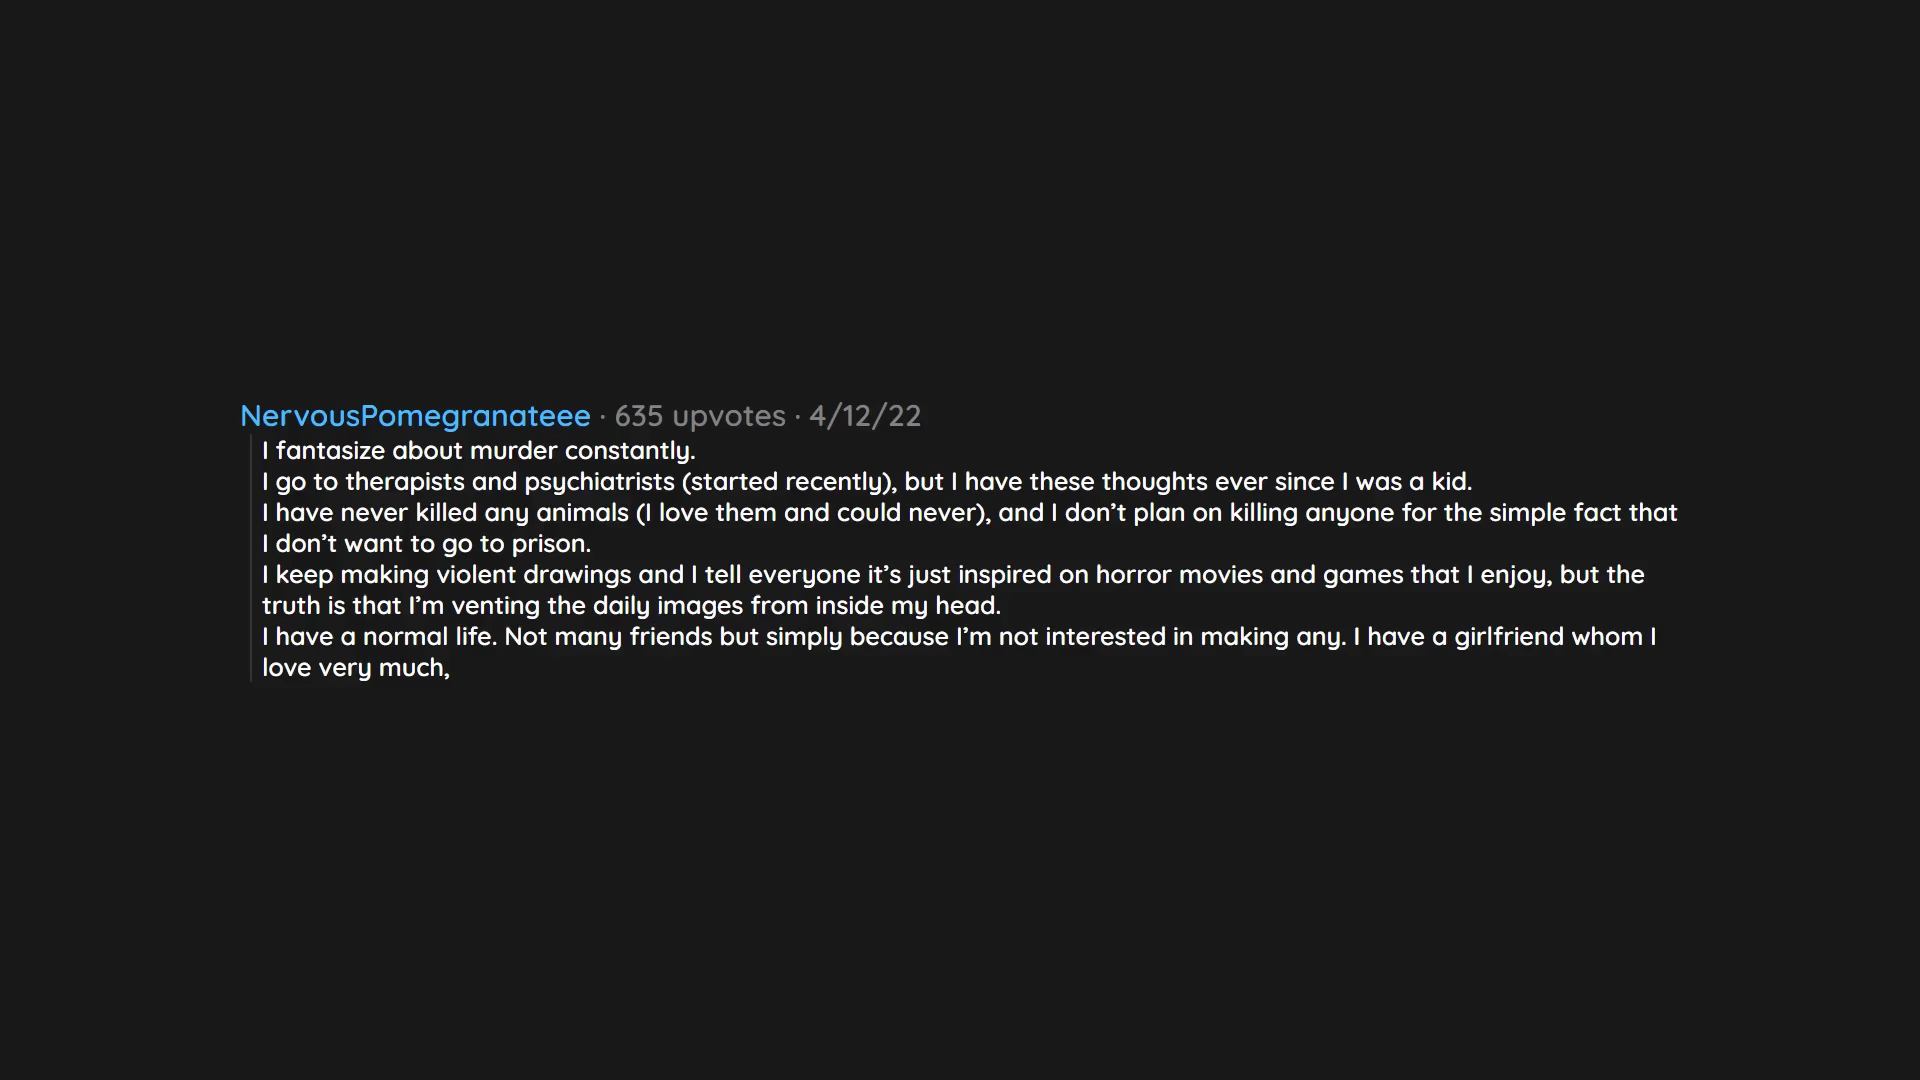 NervousPomegranateee · 635 upvotes · 4/12/22
I fantasize about murder constantly.
I go to therapists and psychiatrists (started recently), but I have these thoughts ever since I was a kid.
I have never killed any animals (I love them and could never), and I don’t plan on killing anyone for the simple fact that
I don’t want to go to prison.
I keep making violent drawings and I tell everyone it’s just inspired on horror movies and games that I enjoy, but the
truth is that I’m venting the daily images from inside my head.
I have a normal life. Not many friends but simply because I’m not interested in making any. I have a girlfriend whom I
love very much,